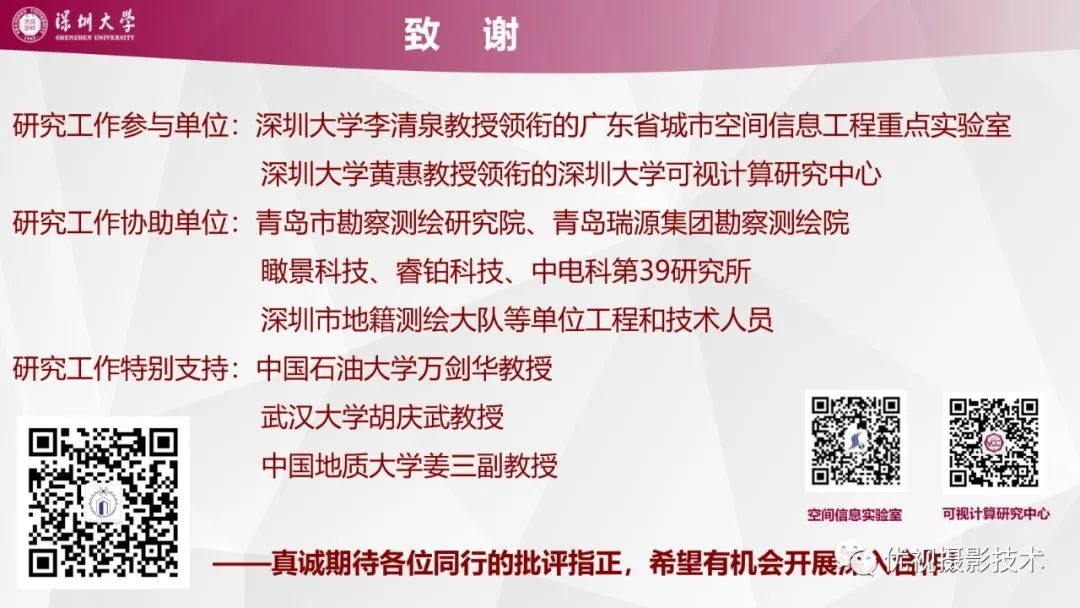 深圳大学
SHENZHEN UNIVERSITY
致 谢
研究工作参与单位：深圳大学李清泉教授领衔的广东省城市空间信息工程重点实验室
深圳大学黄惠教授领衔的深圳大学可视计算研究中心
研究工作协助单位：青岛市勘察测绘研究院、青岛瑞源集团勘察测绘院
瞰景科技、睿铂科技、中电科第39研究所
深圳市地籍测绘大队等单位工程和技术人员
研究工作特别支持：中国石油大学万剑华教授
武汉大学胡庆武教授
中国地质大学姜三副教授
空间信息实验室
可视计算研究中心
——真诚期待各位同行的批评指正，希望有机会开展深入合作
优视摄影技术